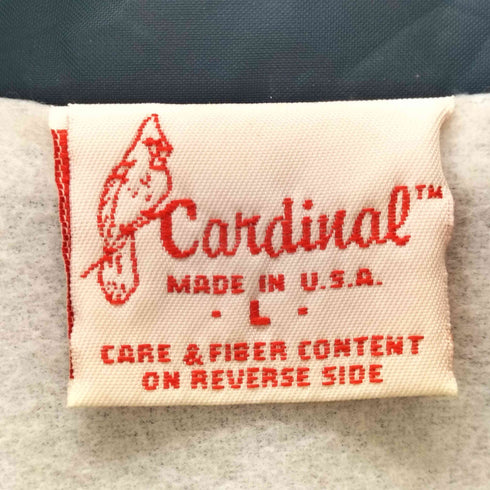 Cardinal™
MADE IN U.S.A.
· L ·
CARE & FIBER CONTENT
ON REVERSE SIDE